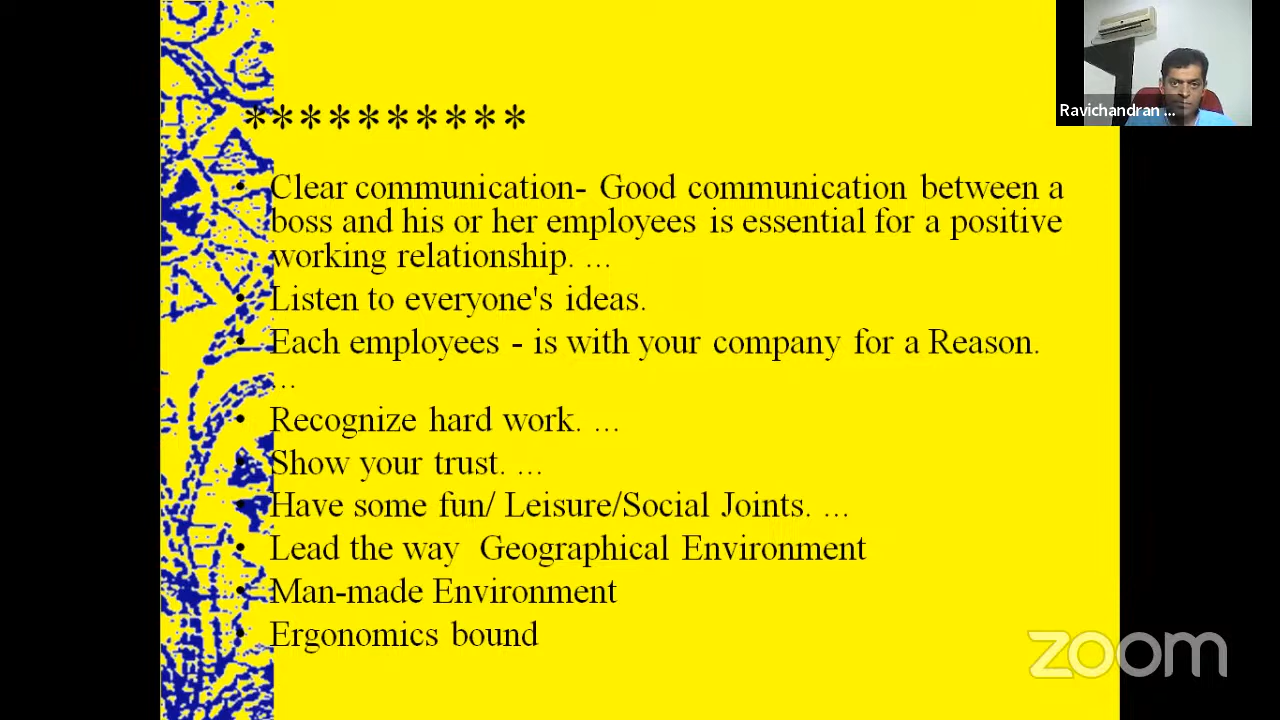 **********
Ravichandran ...
• Clear communication- Good communication between a
boss and his or her employees is essential for a positive
working relationship. ...
• Listen to everyone's ideas.
• Each employees - is with your company for a Reason.
...
• Recognize hard work. ...
• Show your trust. ...
• Have some fun/ Leisure/Social Joints. ...
• Lead the way  Geographical Environment
• Man-made Environment
• Ergonomics bound
zoom